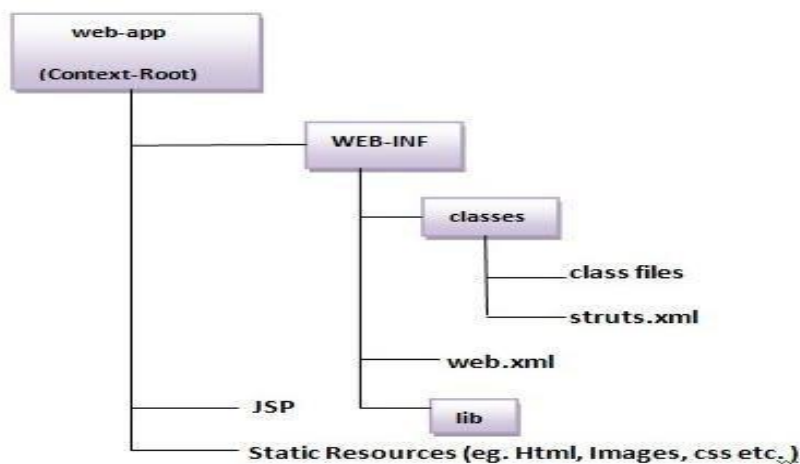 web-app
(Context-Root)
WEB-INF
classes
class files
struts.xml
web.xml
JSP
lib
Static Resources (eg. Html, Images, css etc. )